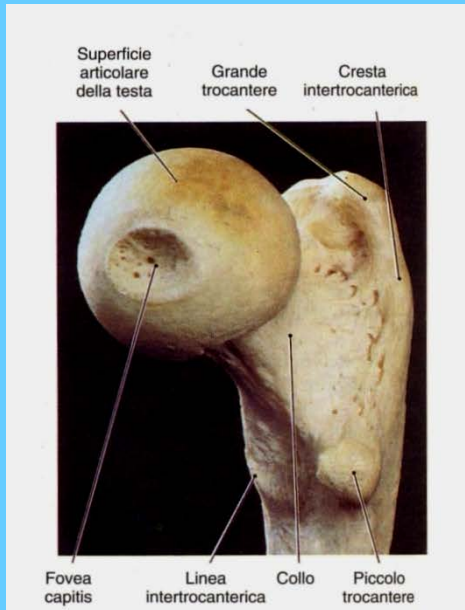 Superficie
articolare
della testa
Grande
trocantere
Cresta
intertrocanterica
Fovea
capitis
Linea
intertrocanterica
Collo
Piccolo
trocantere